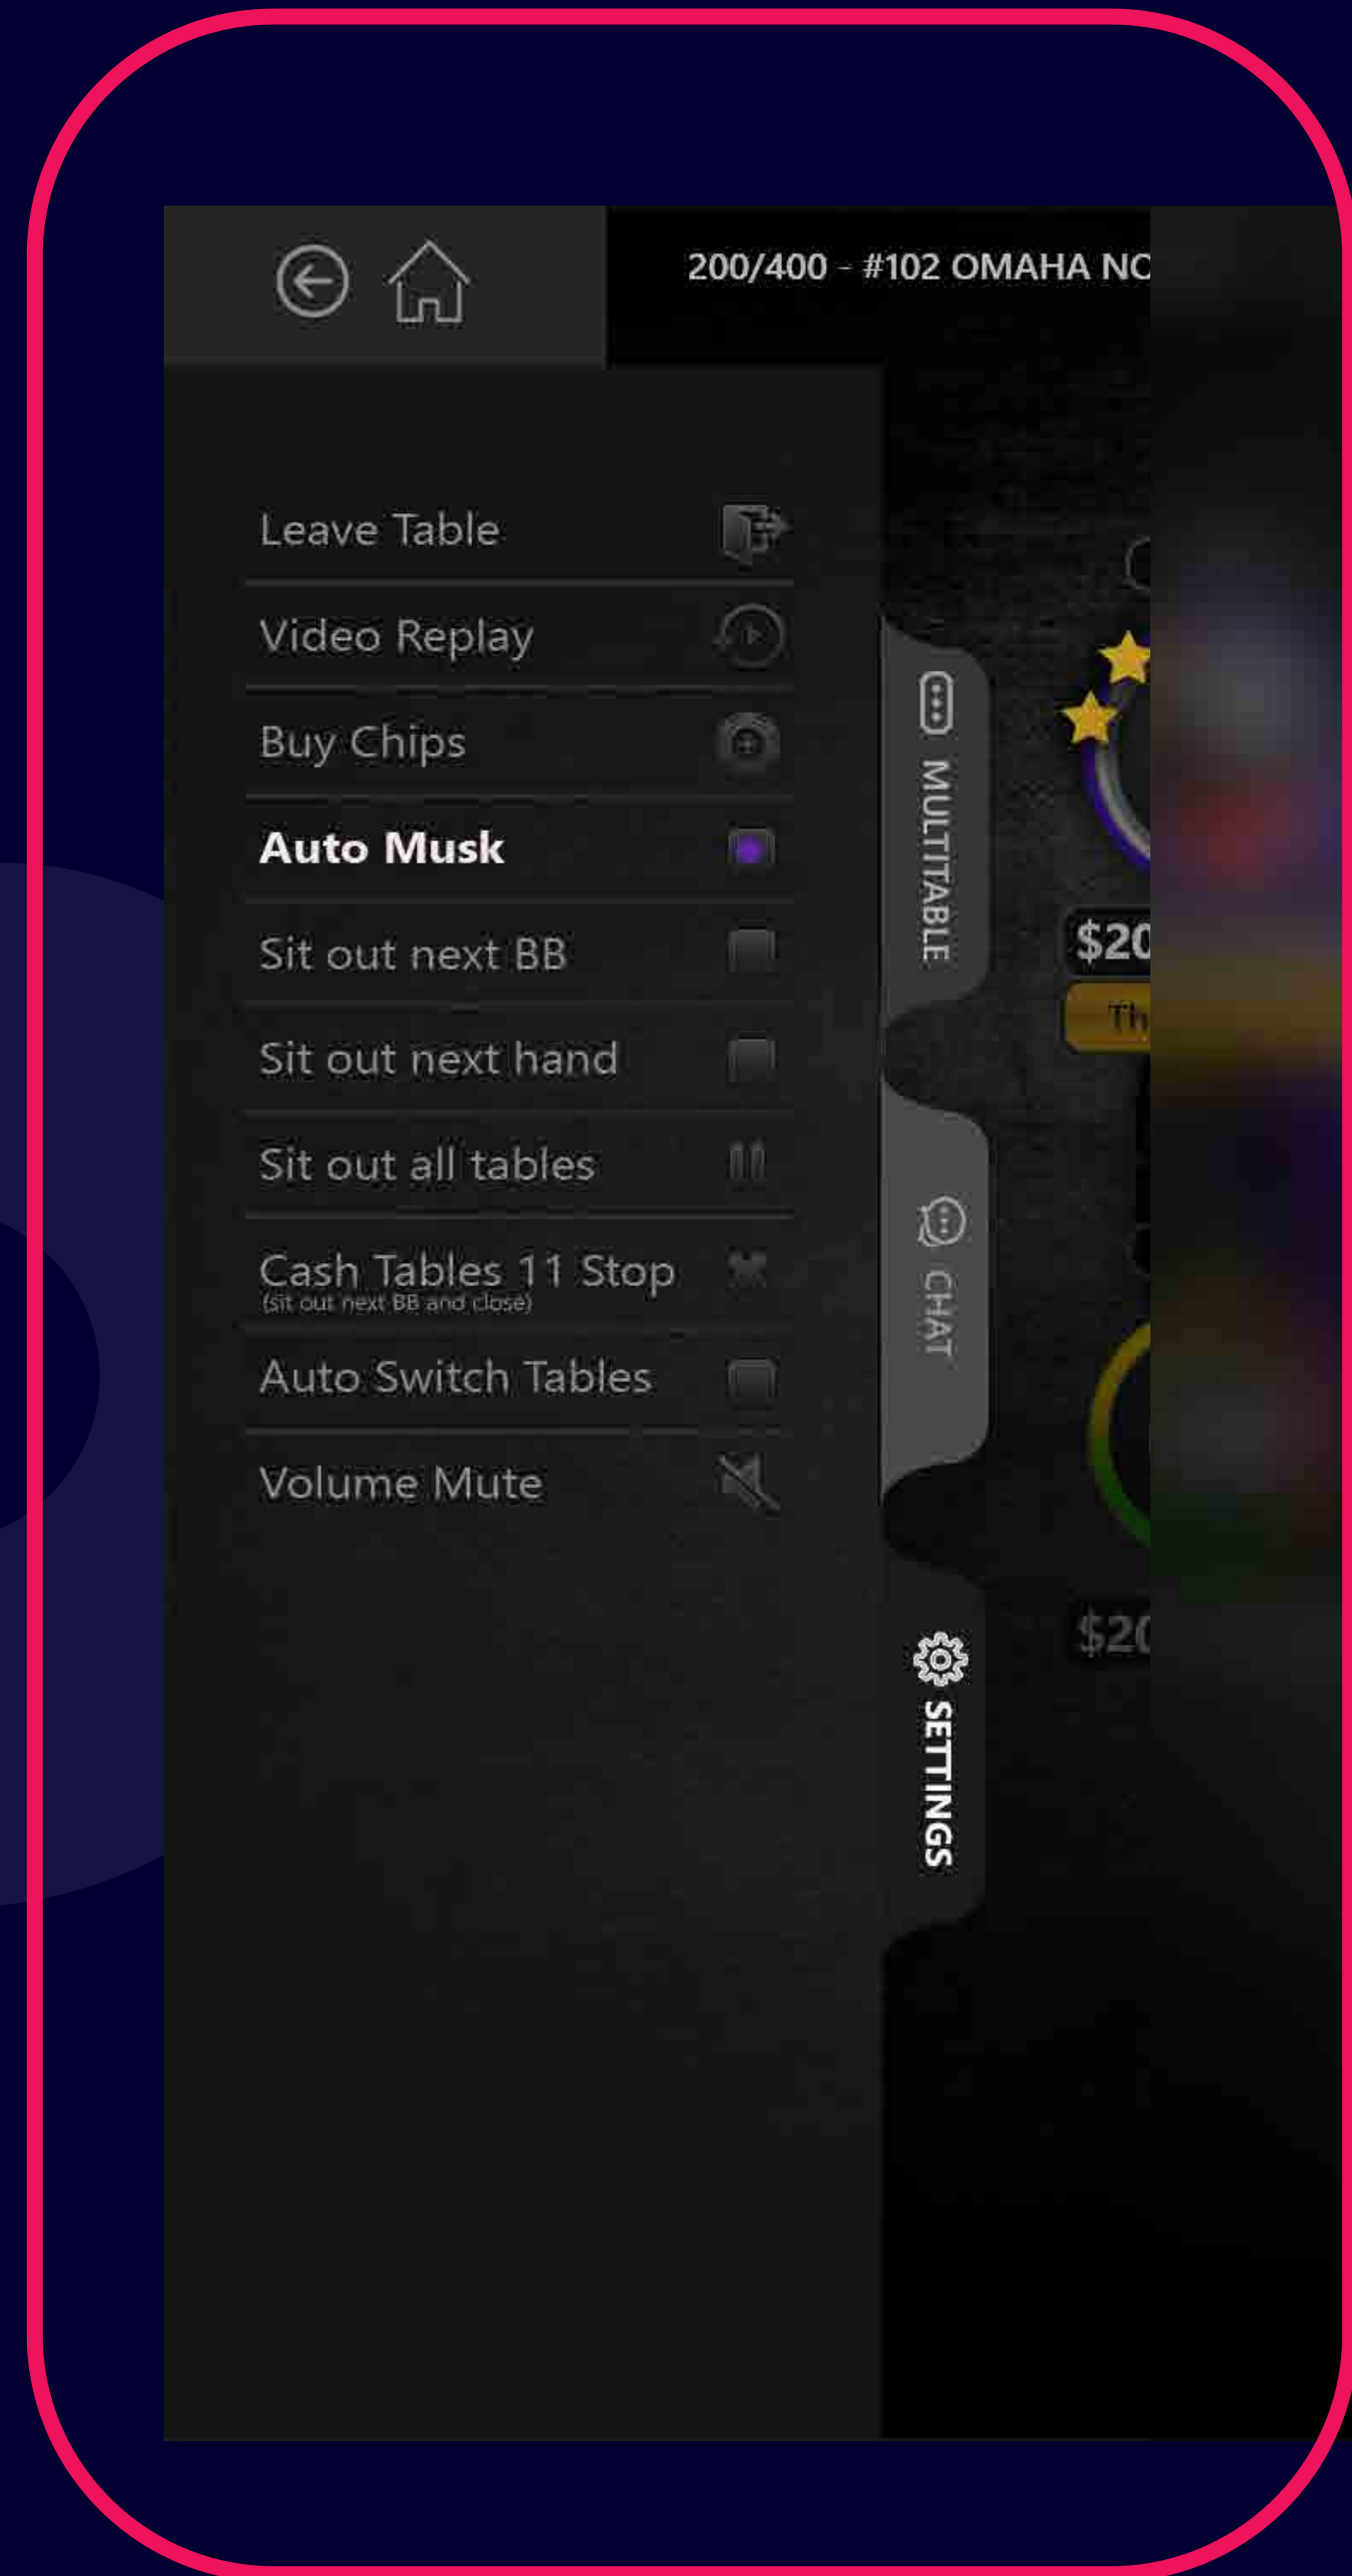 200/400 - #102 OMAHA NO
Leave Table
Video Replay
Buy Chips
Auto Musk
Sit out next BB
Sit out next hand
Sit out all tables
Cash Tables 11 Stop
(sit out next BB and close)
Auto Switch Tables
Volume Mute
MULTITABLE
CHAT
SETTINGS
$20
Th
$20